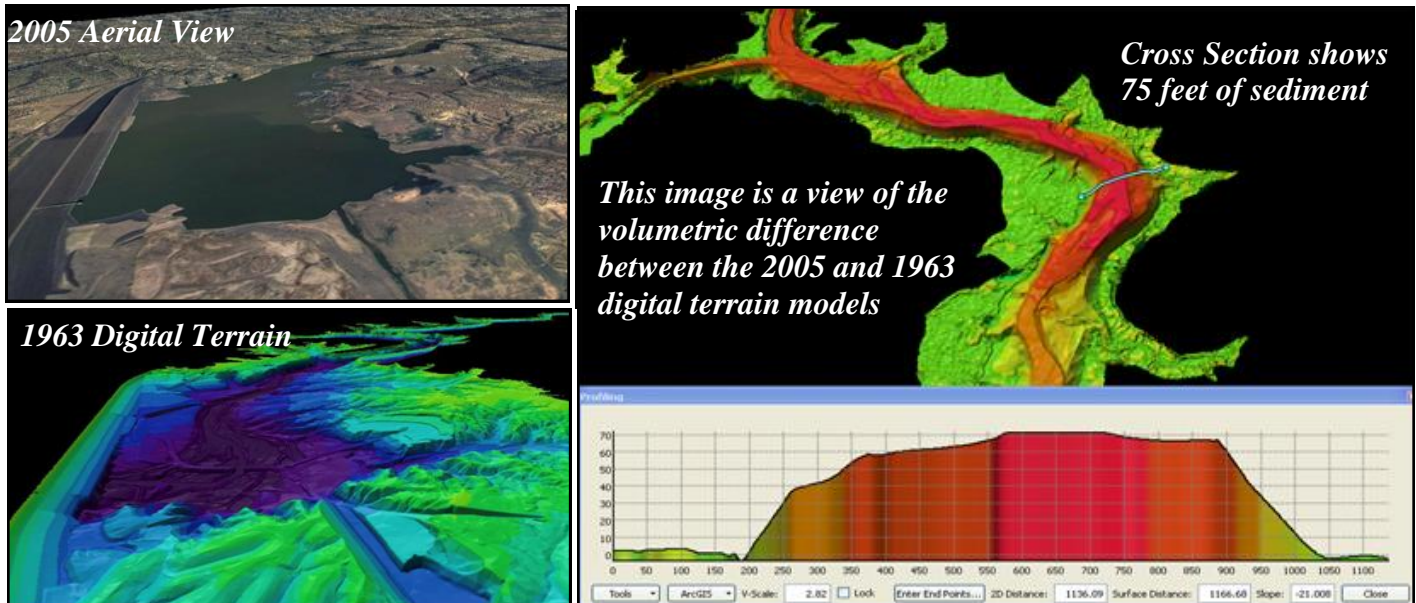 2005 Aerial View
1963 Digital Terrain
Cross Section shows
75 feet of sediment
This image is a view of the
volumetric difference
between the 2005 and 1963
digital terrain models
Profiling
70
60
50
40
30
20
10
0
0 50 100 150 200 250 300 350 400 450 500 550 600 650 700 750 800 850 900 950 1000 1050 1100
Tools ArcGIS V-Scale: 2.82 Lock Enter End Points... 2D Distance: 1136.09 Surface Distance: 1166.68 Slope: -21.008 Close